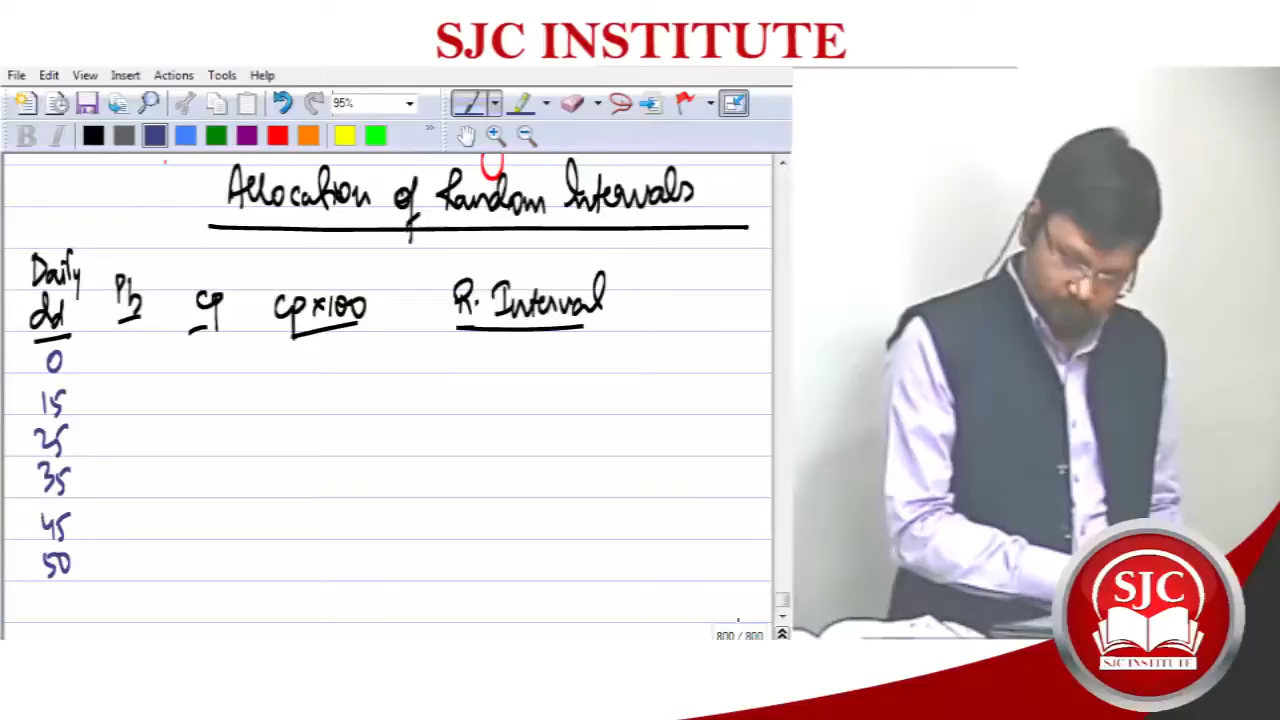 SJC INSTITUTE
File Edit View Insert Actions Tools Help
95%
B I
Allocation of Random Intervals
Daily dd Pb CP CP×100 R. Interval
0
15
25
35
45
50
800 / 800
SJC
SJC INSTITUTE